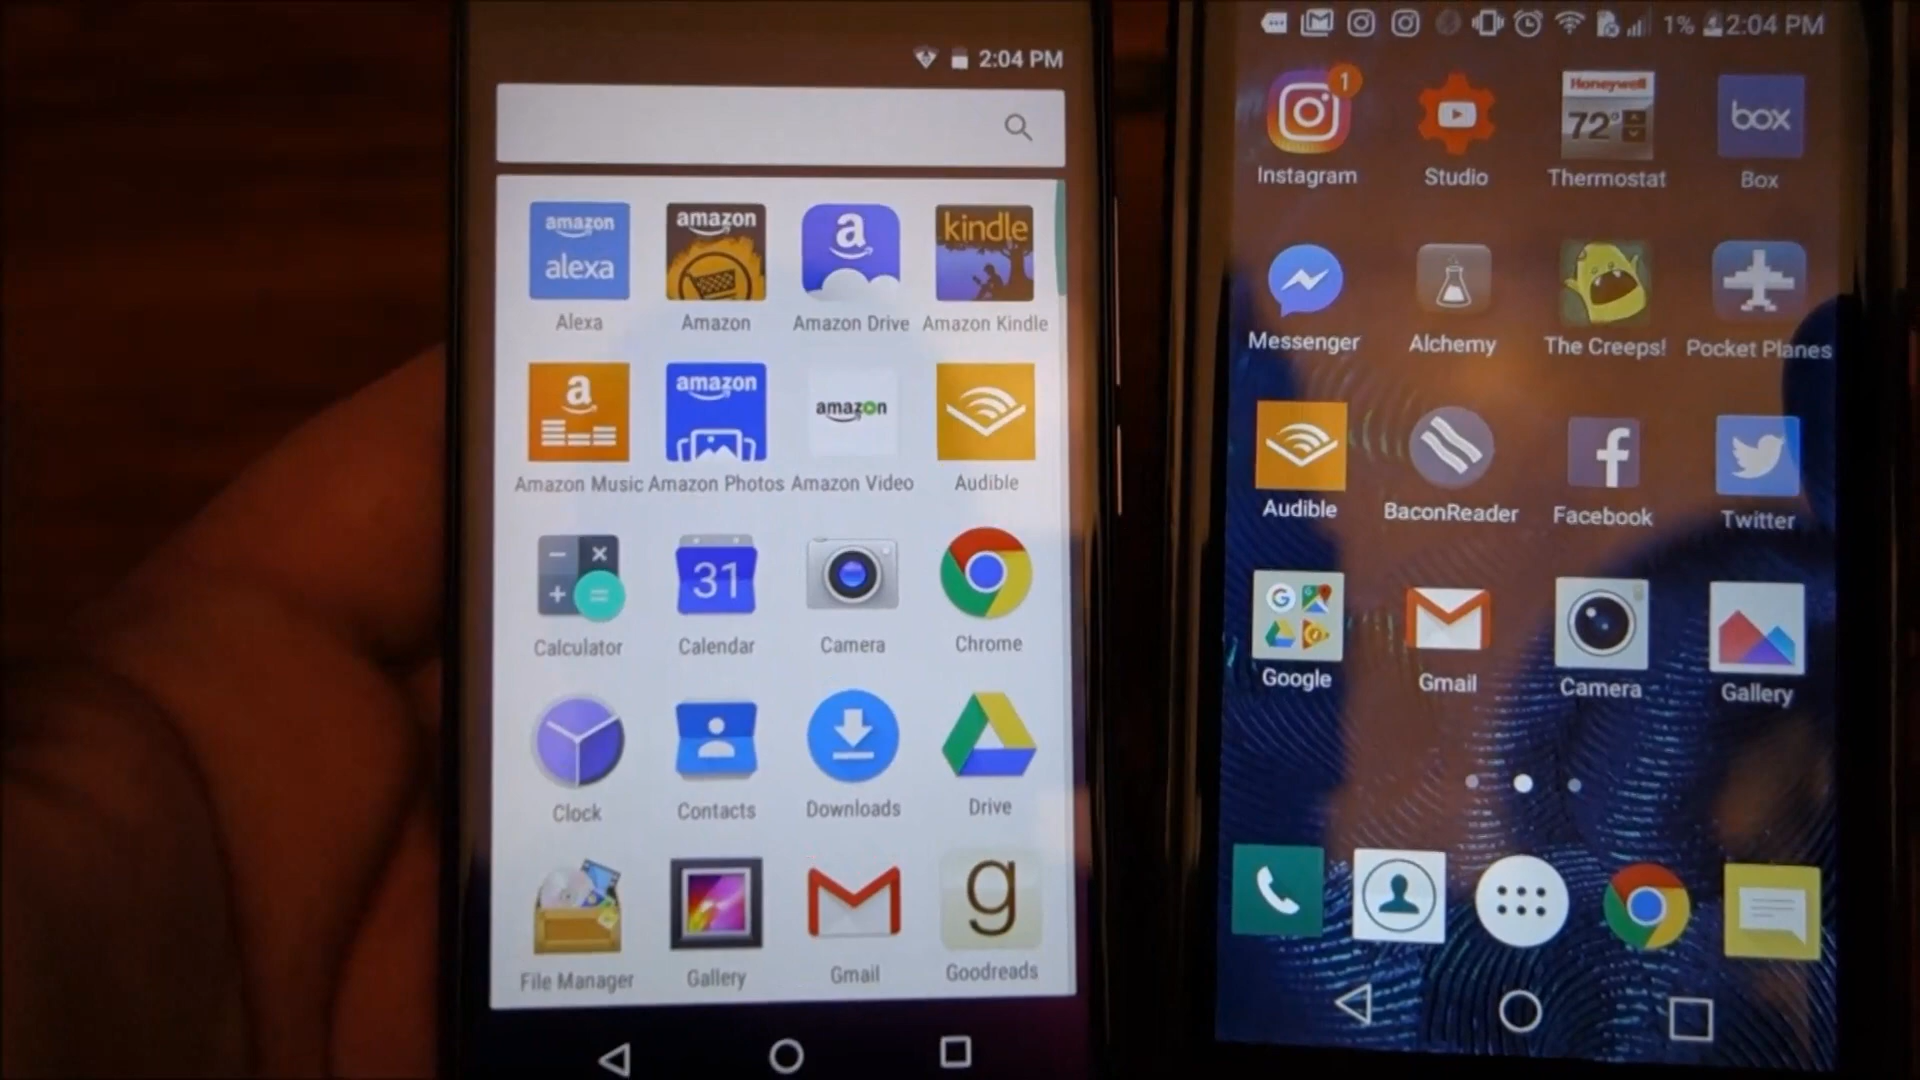 2:04 PM
amazon alexa
amazon
a
kindle
Alexa
Amazon
Amazon Drive
Amazon Kindle
a
amazon
amazon
Amazon Music
Amazon Photos
Amazon Video
Audible
31
Calculator
Calendar
Camera
Chrome
Clock
Contacts
Downloads
Drive
g
File Manager
Gallery
Gmail
Goodreads
1% 2:04 PM
1
Honeywell
72°
box
Instagram
Studio
Thermostat
Box
Messenger
Alchemy
The Creeps!
Pocket Planes
f
Audible
BaconReader
Facebook
Twitter
G
Google
Gmail
Camera
Gallery